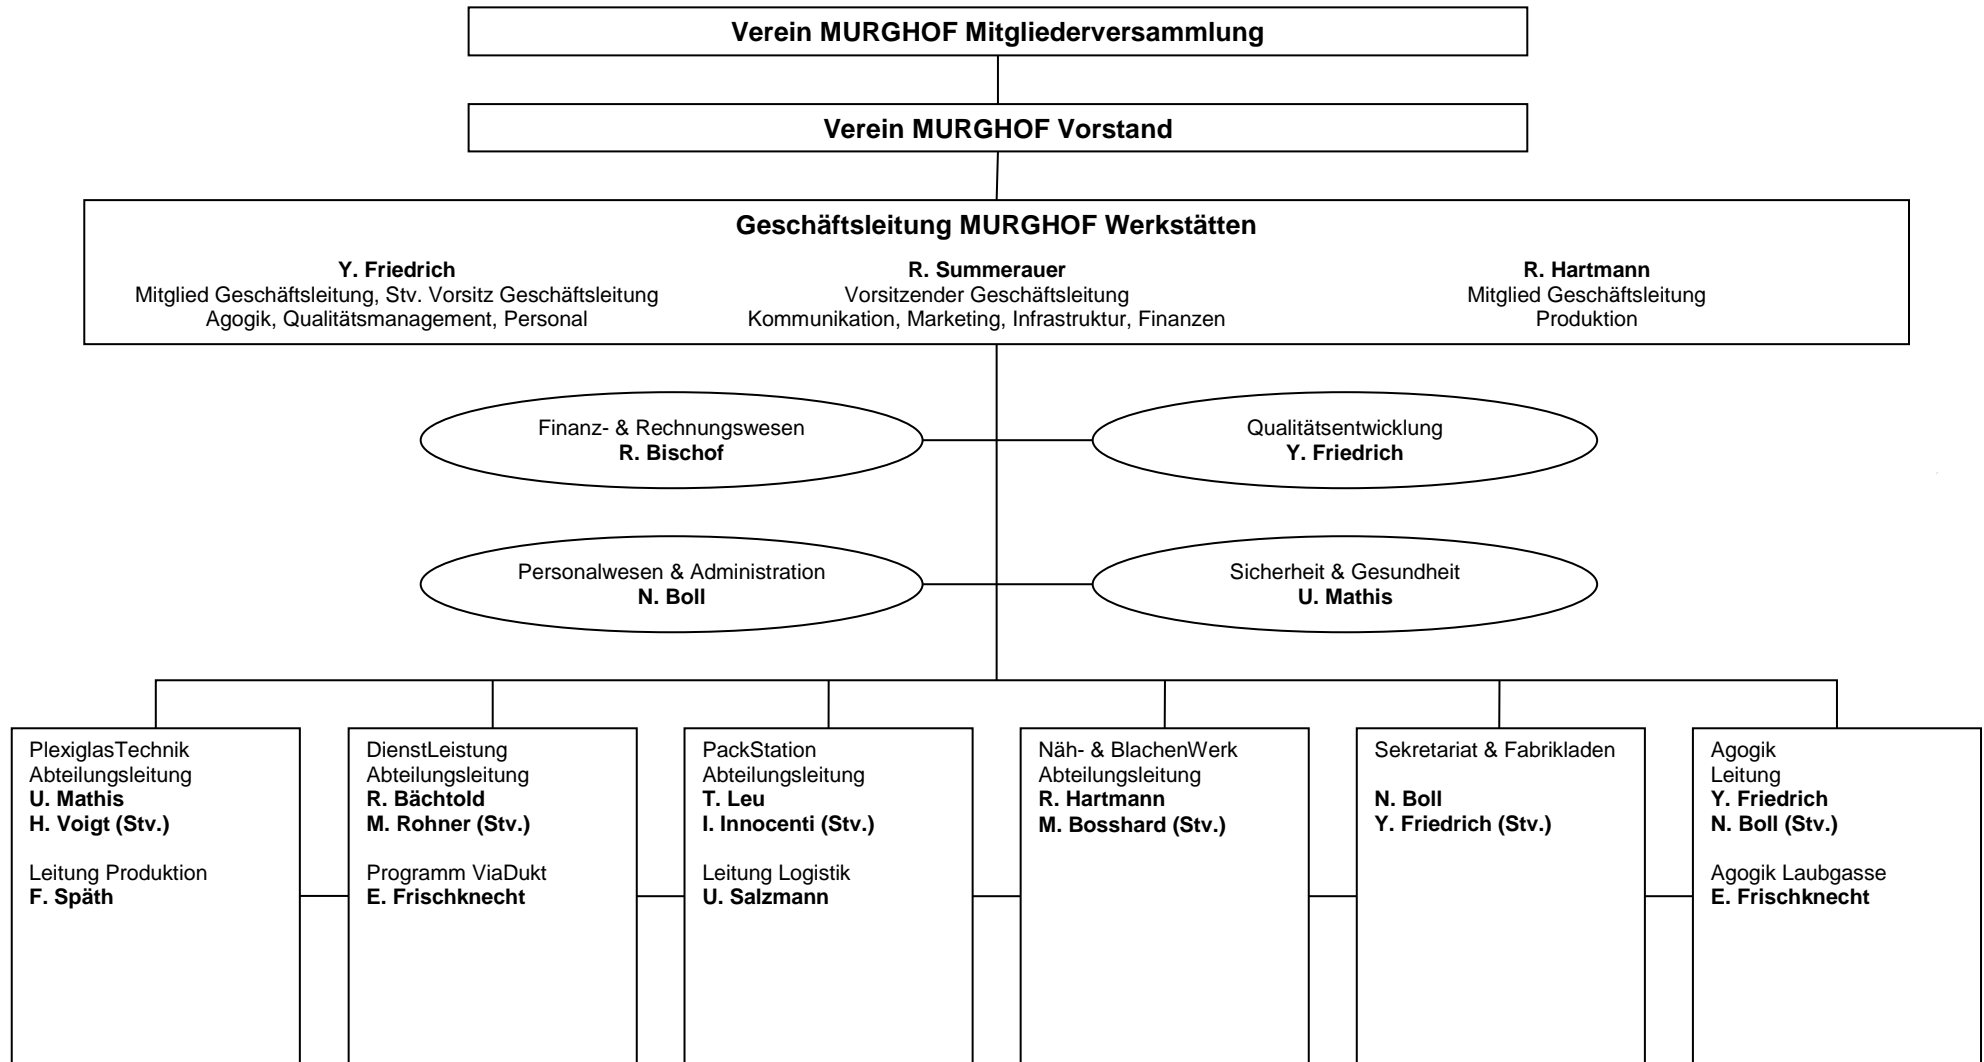 Verein MURGHOF Mitgliederversammlung
Verein MURGHOF Vorstand
Geschäftsleitung MURGHOF Werkstätten
Y. Friedrich
Mitglied Geschäftsleitung, Stv. Vorsitz Geschäftsleitung
Agogik, Qualitätsmanagement, Personal
R. Summerauer
Vorsitzender Geschäftsleitung
Kommunikation, Marketing, Infrastruktur, Finanzen
R. Hartmann
Mitglied Geschäftsleitung
Produktion
Finanz- & Rechnungswesen
R. Bischof
Qualitätsentwicklung
Y. Friedrich
Personalwesen & Administration
N. Boll
Sicherheit & Gesundheit
U. Mathis
PlexiglasTechnik
Abteilungsleitung
U. Mathis
H. Voigt (Stv.)
Leitung Produktion
F. Späth
DienstLeistung
Abteilungsleitung
R. Bächtold
M. Rohner (Stv.)
Programm ViaDukt
E. Frischknecht
PackStation
Abteilungsleitung
T. Leu
I. Innocenti (Stv.)
Leitung Logistik
U. Salzmann
Näh- & BlachenWerk
Abteilungsleitung
R. Hartmann
M. Bosshard (Stv.)
Sekretariat & Fabrikladen
N. Boll
Y. Friedrich (Stv.)
Agogik
Leitung
Y. Friedrich
N. Boll (Stv.)
Agogik Laubgasse
E. Frischknecht